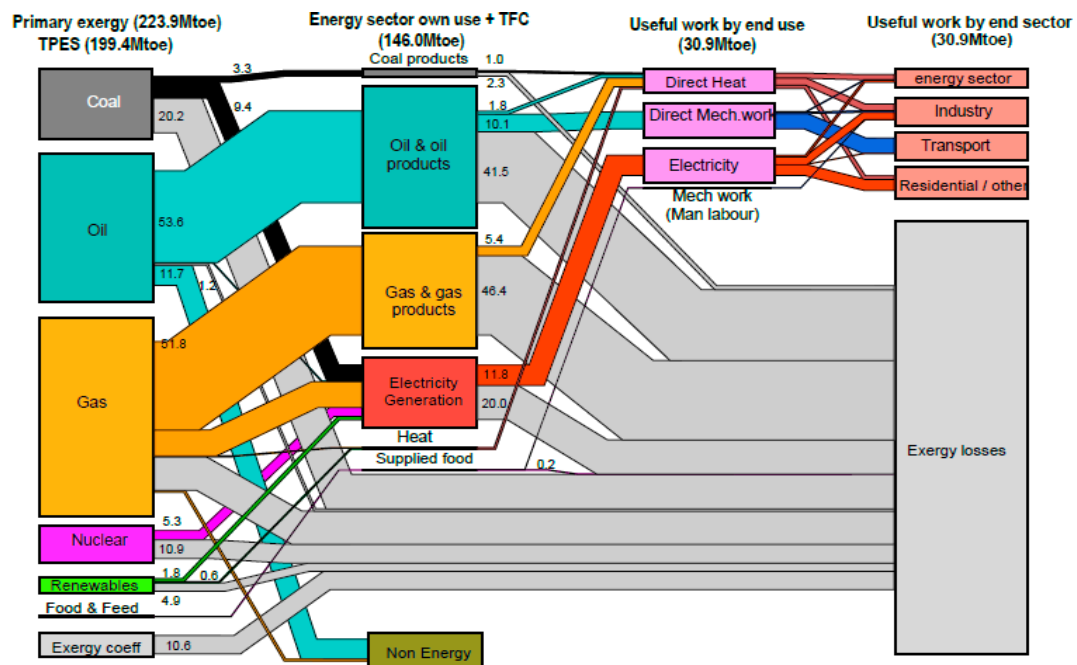 Primary exergy (223.9Mtoe)
TPES (199.4Mtoe)
Energy sector own use + TFC
(146.0Mtoe)
Useful work by end use
(30.9Mtoe)
Useful work by end sector
(30.9Mtoe)
Coal
20.2
3.3
9.4
Oil
53.6
11.7
1.2
Gas
51.8
Nuclear
5.3
10.9
Renewables
1.8
0.6
Food & Feed
4.9
Exergy coeff
10.6
Coal products
1.0
2.3
Oil & oil
products
1.8
10.1
41.5
Gas & gas
products
5.4
46.4
Electricity
Generation
11.8
20.0
Heat
Supplied food
0.2
Non Energy
Direct Heat
Direct Mech.work
Electricity
Mech work
(Man labour)
energy sector
Industry
Transport
Residential / other
Exergy losses